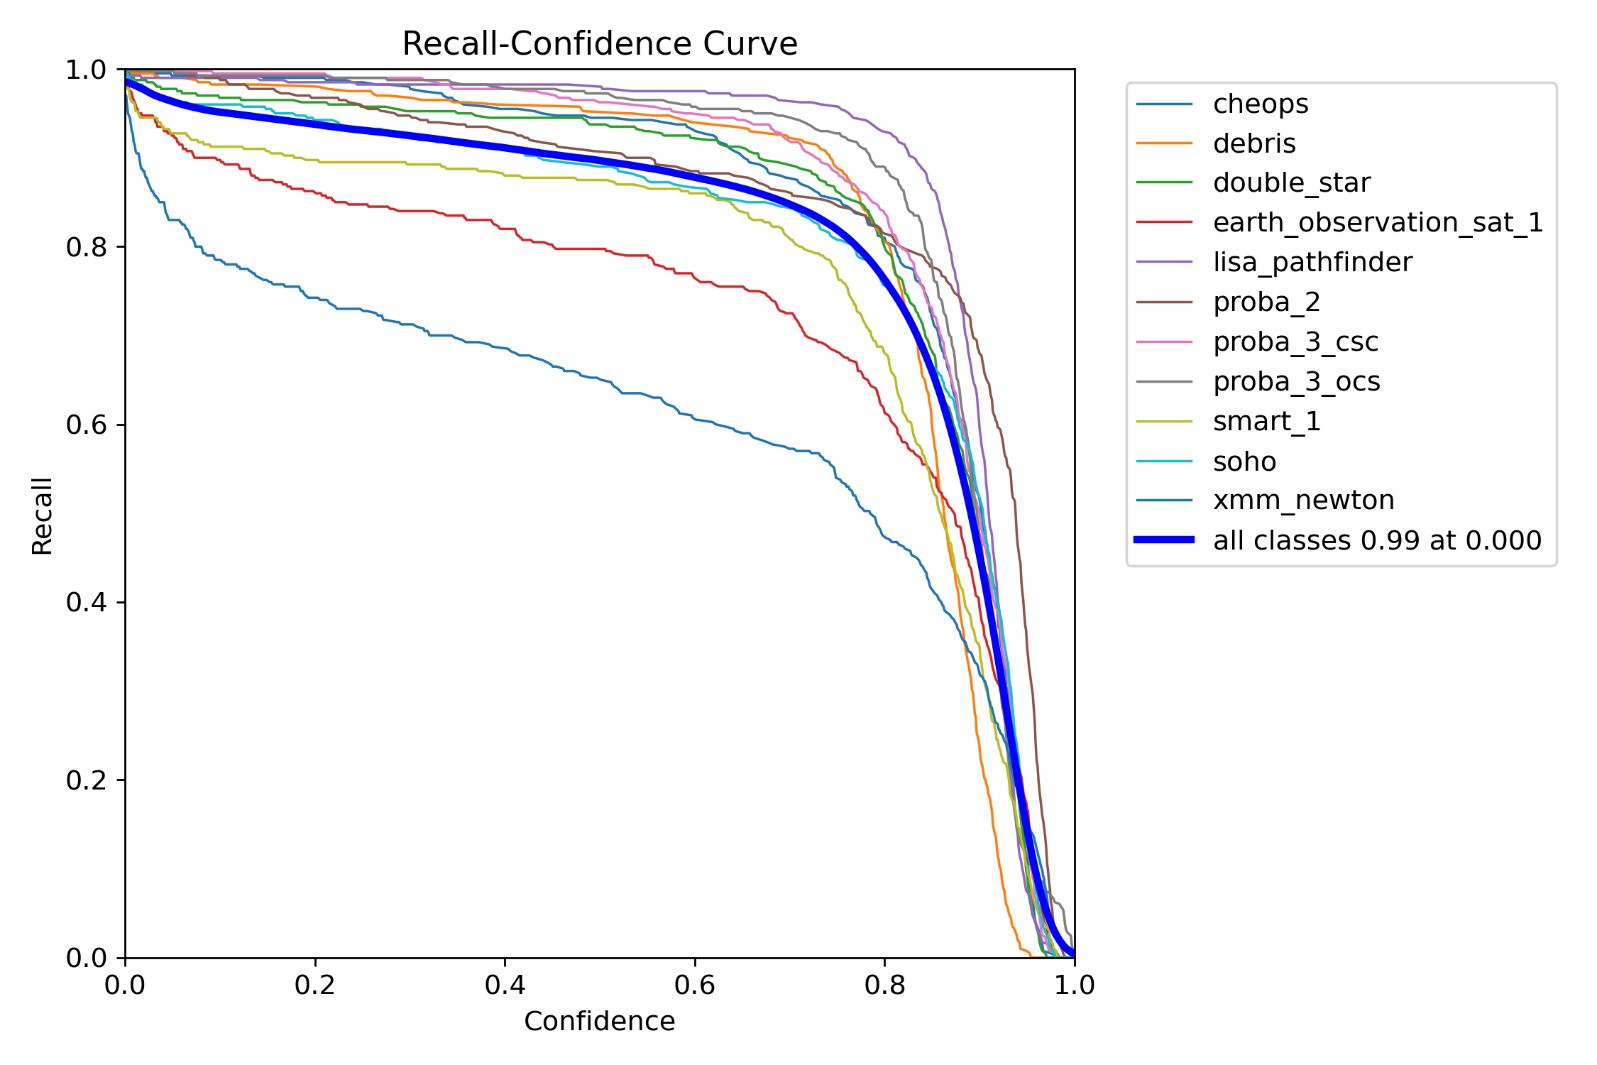 Recall-Confidence Curve
1.0
0.8
0.6
0.4
0.2
0.0
Recall
0.0 0.2 0.4 0.6 0.8 1.0
Confidence
cheops
debris
double_star
earth_observation_sat_1
lisa_pathfinder
proba_2
proba_3_csc
proba_3_ocs
smart_1
soho
xmm_newton
all classes 0.99 at 0.000